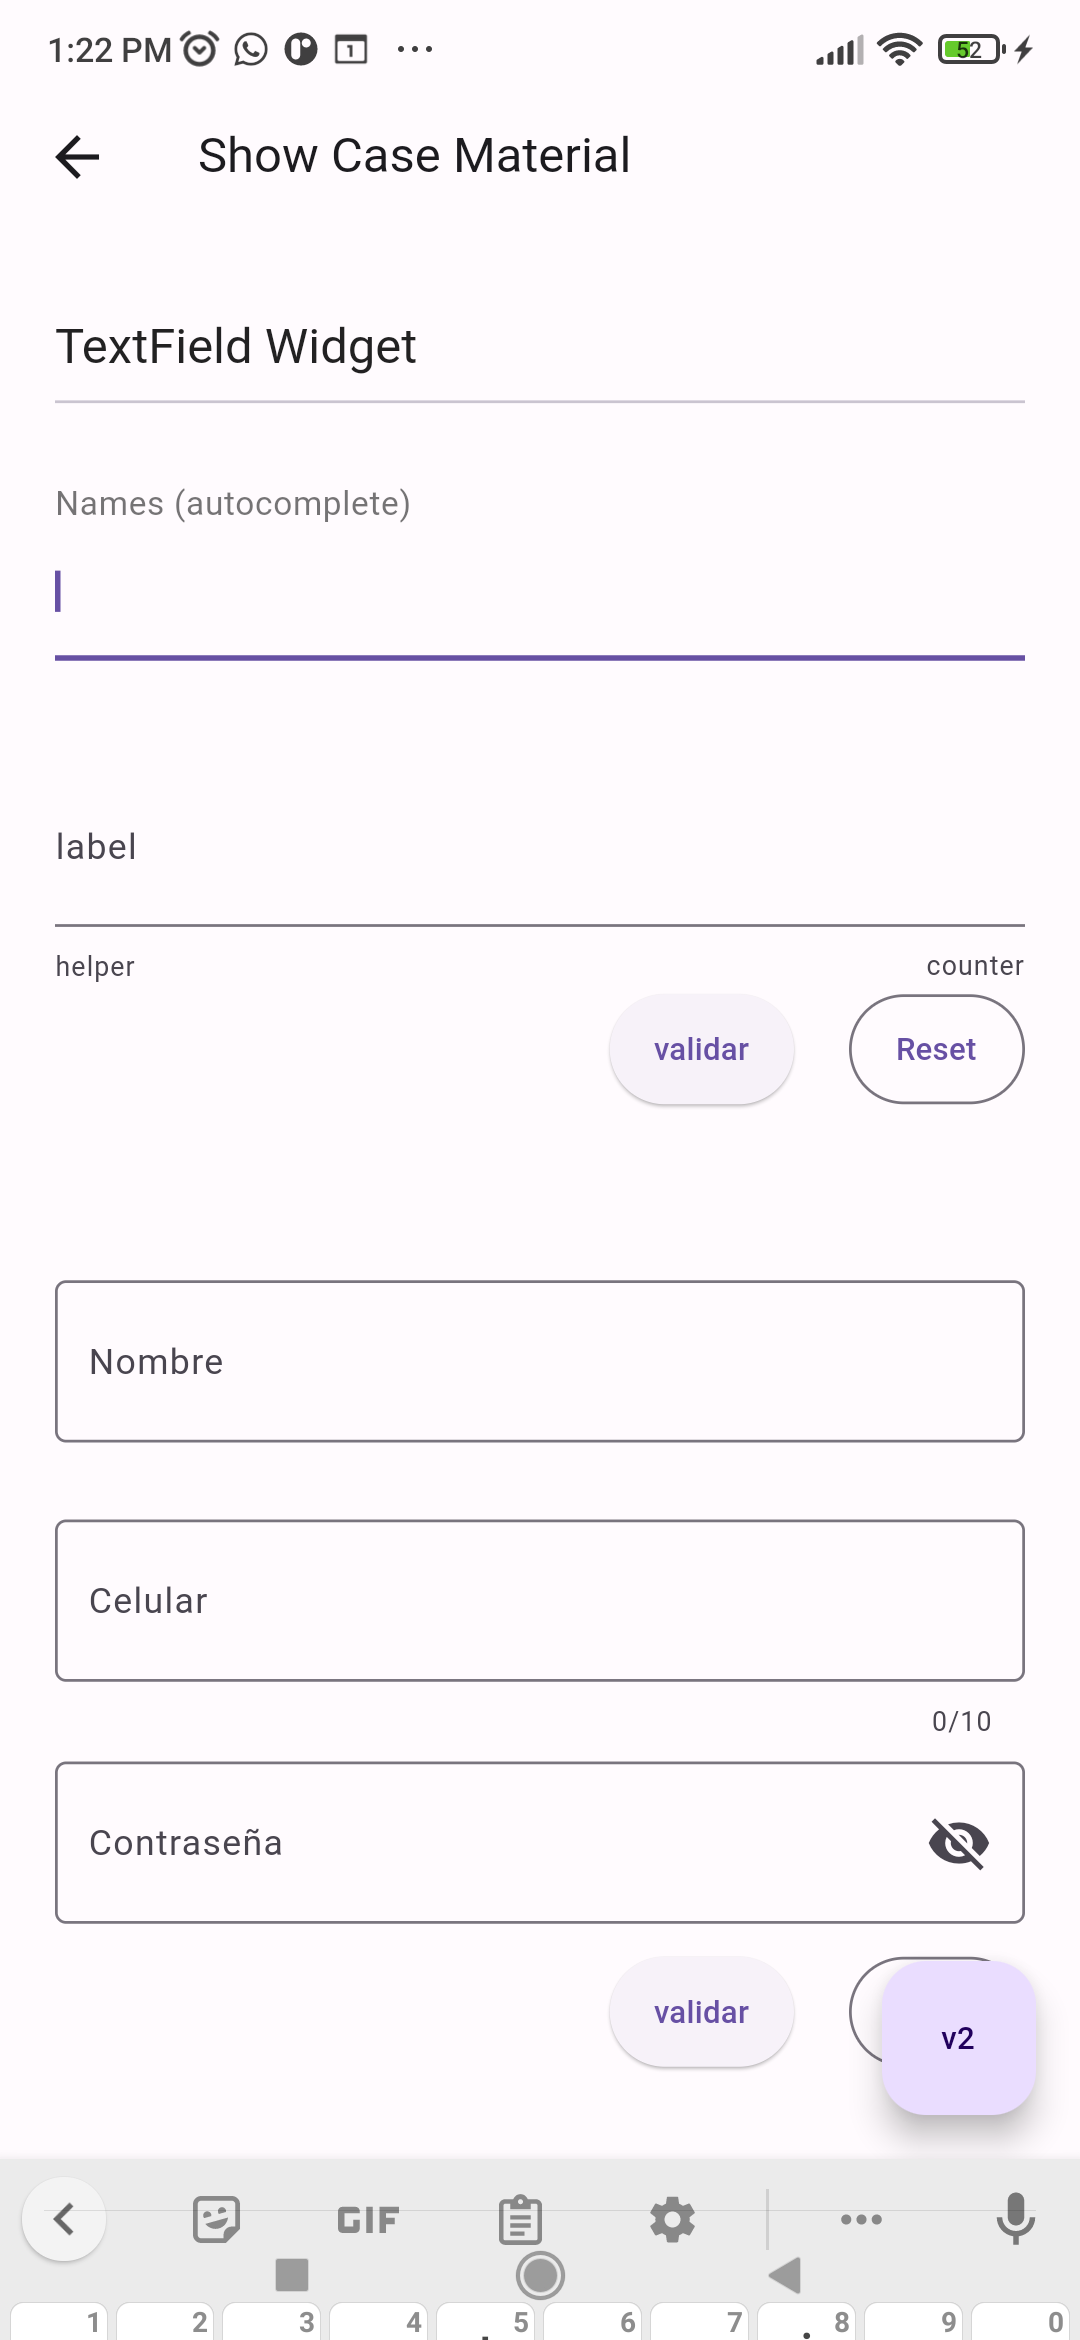 1:22 PM 1 52
Show Case Material
TextField Widget
Names (autocomplete)
label
helper counter
validar Reset
Nombre
Celular
0/10
Contraseña
validar v2
GIF
1 2 3 4 5 6 7 8 9 0